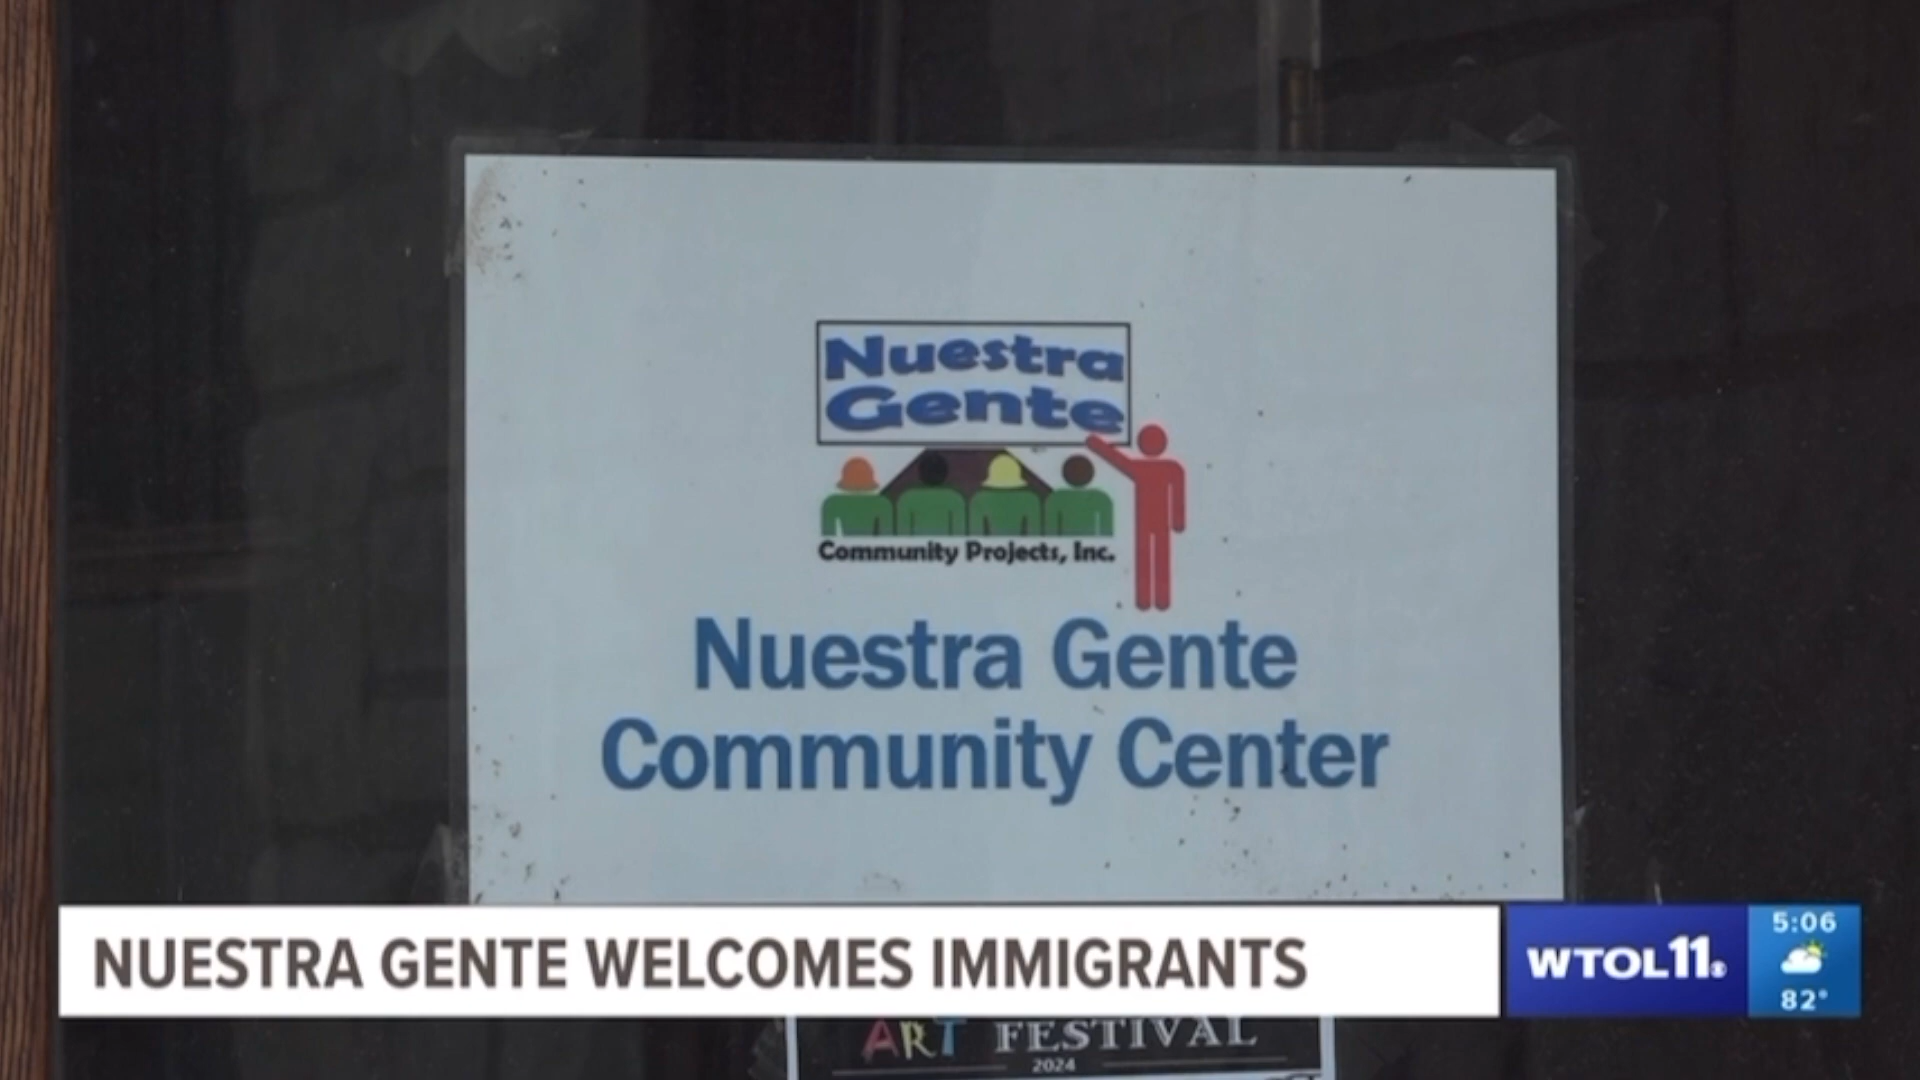 Nuestra
Gente
Community Projects, Inc.
Nuestra Gente
Community Center
NUESTRA GENTE WELCOMES IMMIGRANTS
WTOL11
5:06
82°
ART FESTIVAL
2024